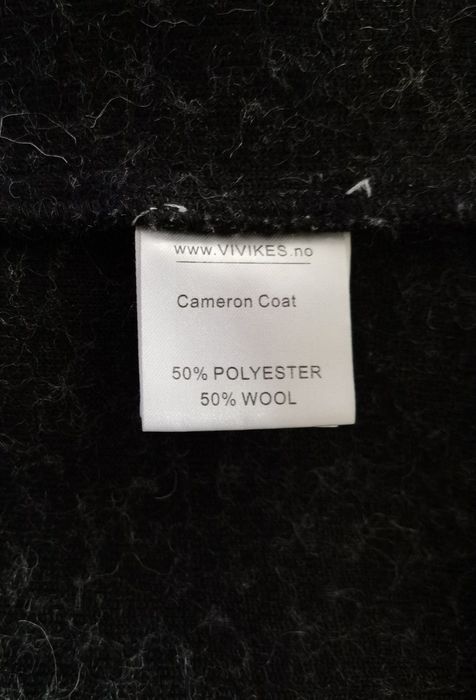 www.VIVIKES.no
Cameron Coat
50% POLYESTER
50% WOOL